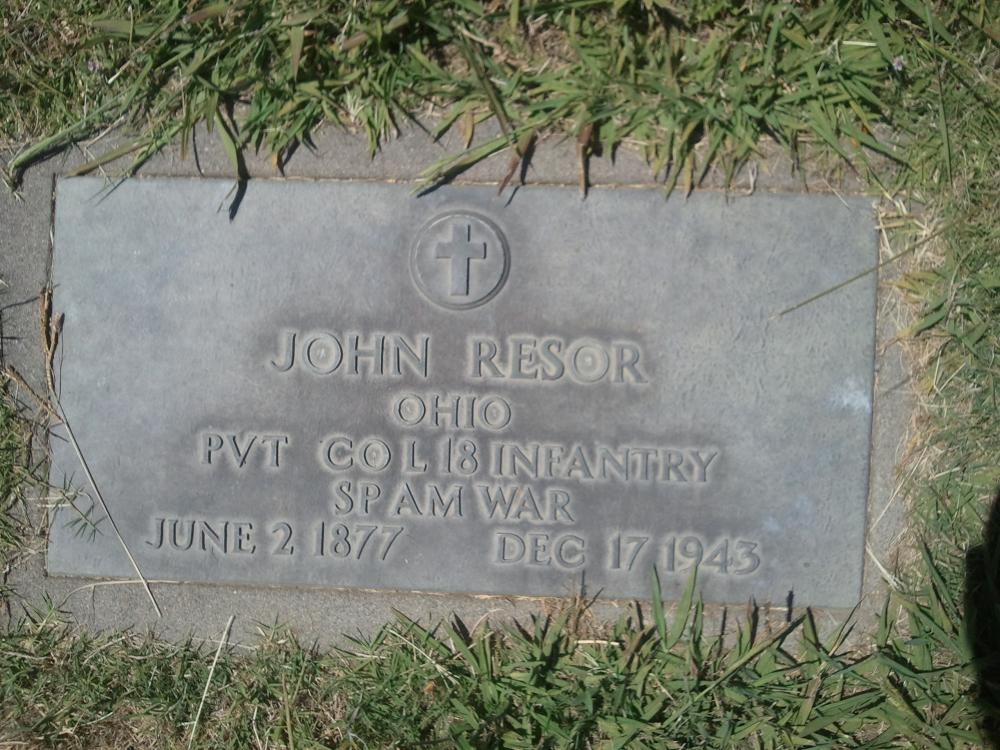 JOHN RESOR
OHIO
PVT CO L 18 INFANTRY
SP AM WAR
JUNE 2 1877 DEC 17 1943